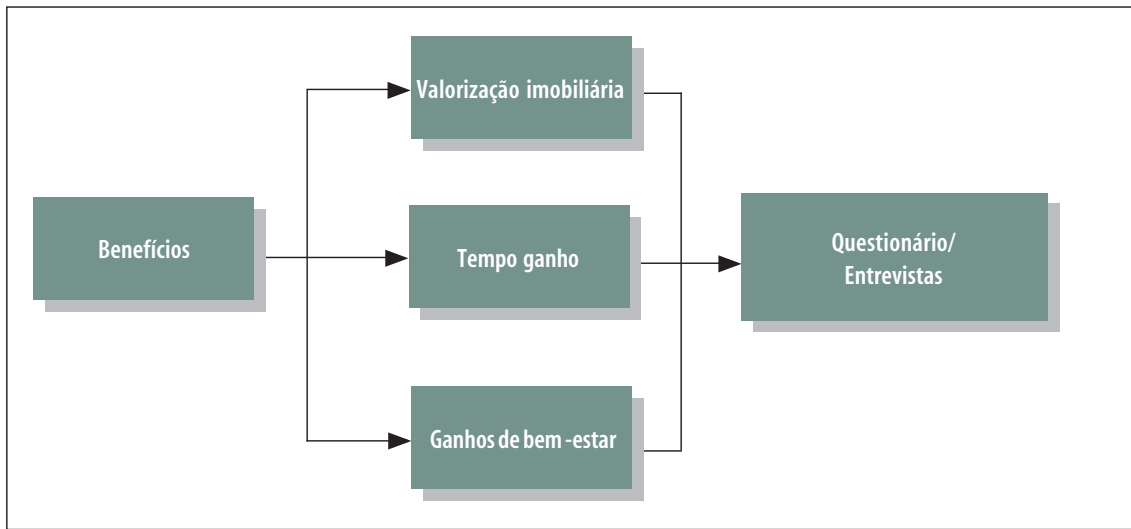 Valorização imobiliária
Benefícios
Tempo ganho
Questionário/
Entrevistas
Ganhos de bem-estar